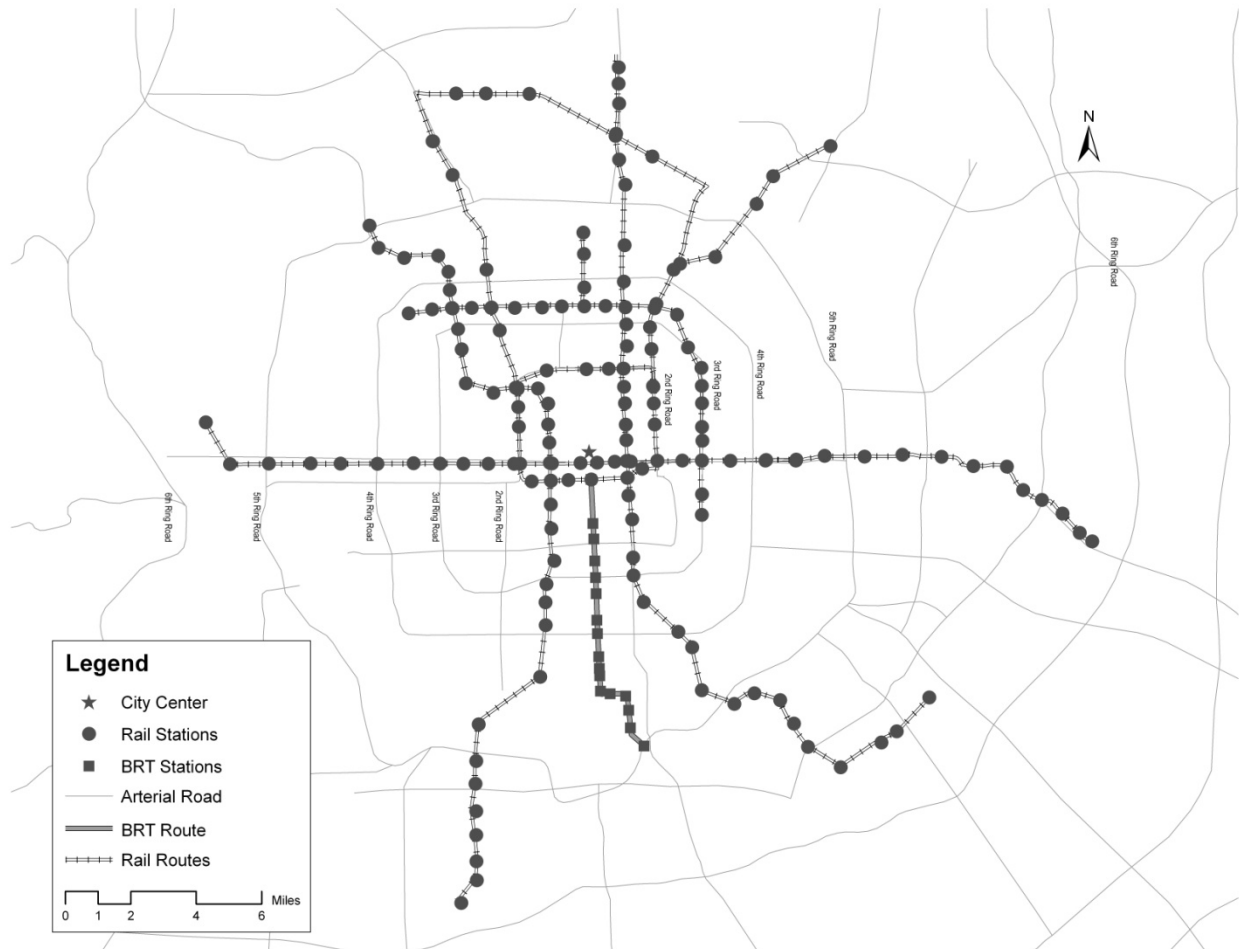 N
6th Ring Road
5th Ring Road
4th Ring Road
3rd Ring Road
2nd Ring Road
6th Ring Road
5th Ring Road
4th Ring Road
3rd Ring Road
2nd Ring Road
Legend
City Center
Rail Stations
BRT Stations
Arterial Road
BRT Route
Rail Routes
0 1 2 4 6 Miles